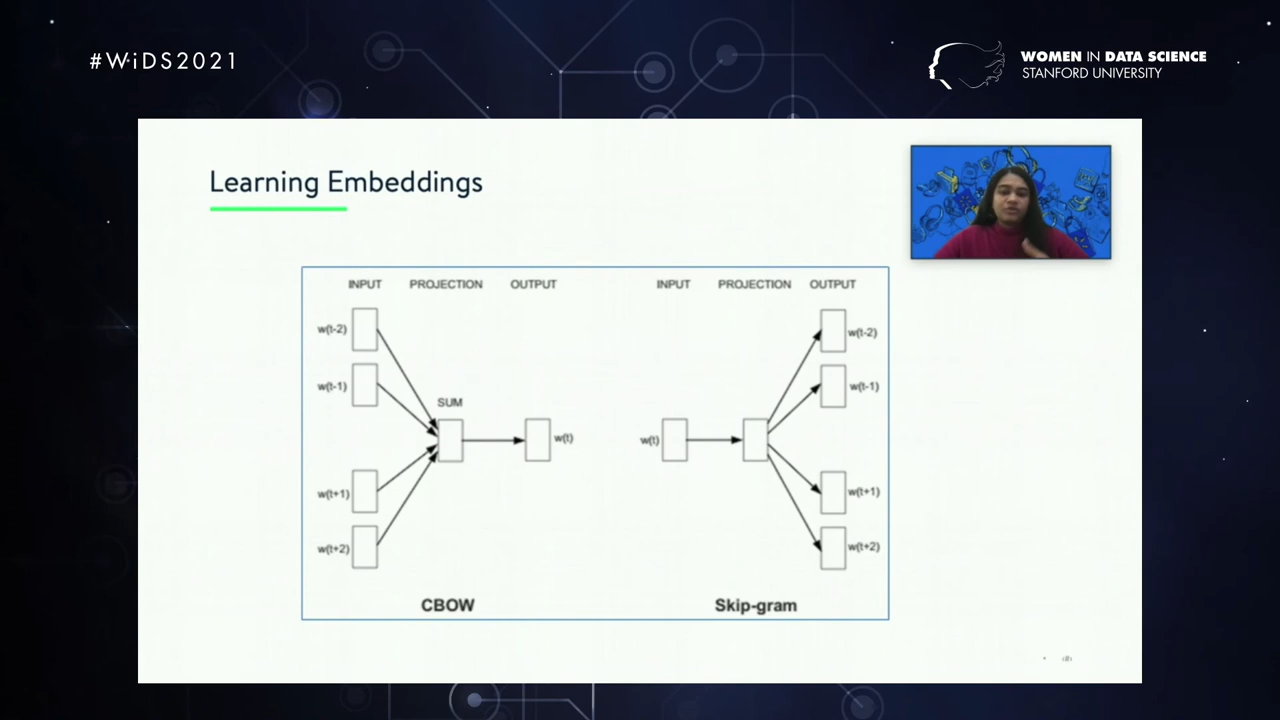 #WiDS2021
WOMEN IN DATA SCIENCE
STANFORD UNIVERSITY
Learning Embeddings
INPUT PROJECTION OUTPUT
w(t-2)
w(t-1)
SUM
w(t)
w(t+1)
w(t+2)
CBOW
INPUT PROJECTION OUTPUT
w(t-2)
w(t-1)
w(t)
w(t+1)
w(t+2)
Skip-gram